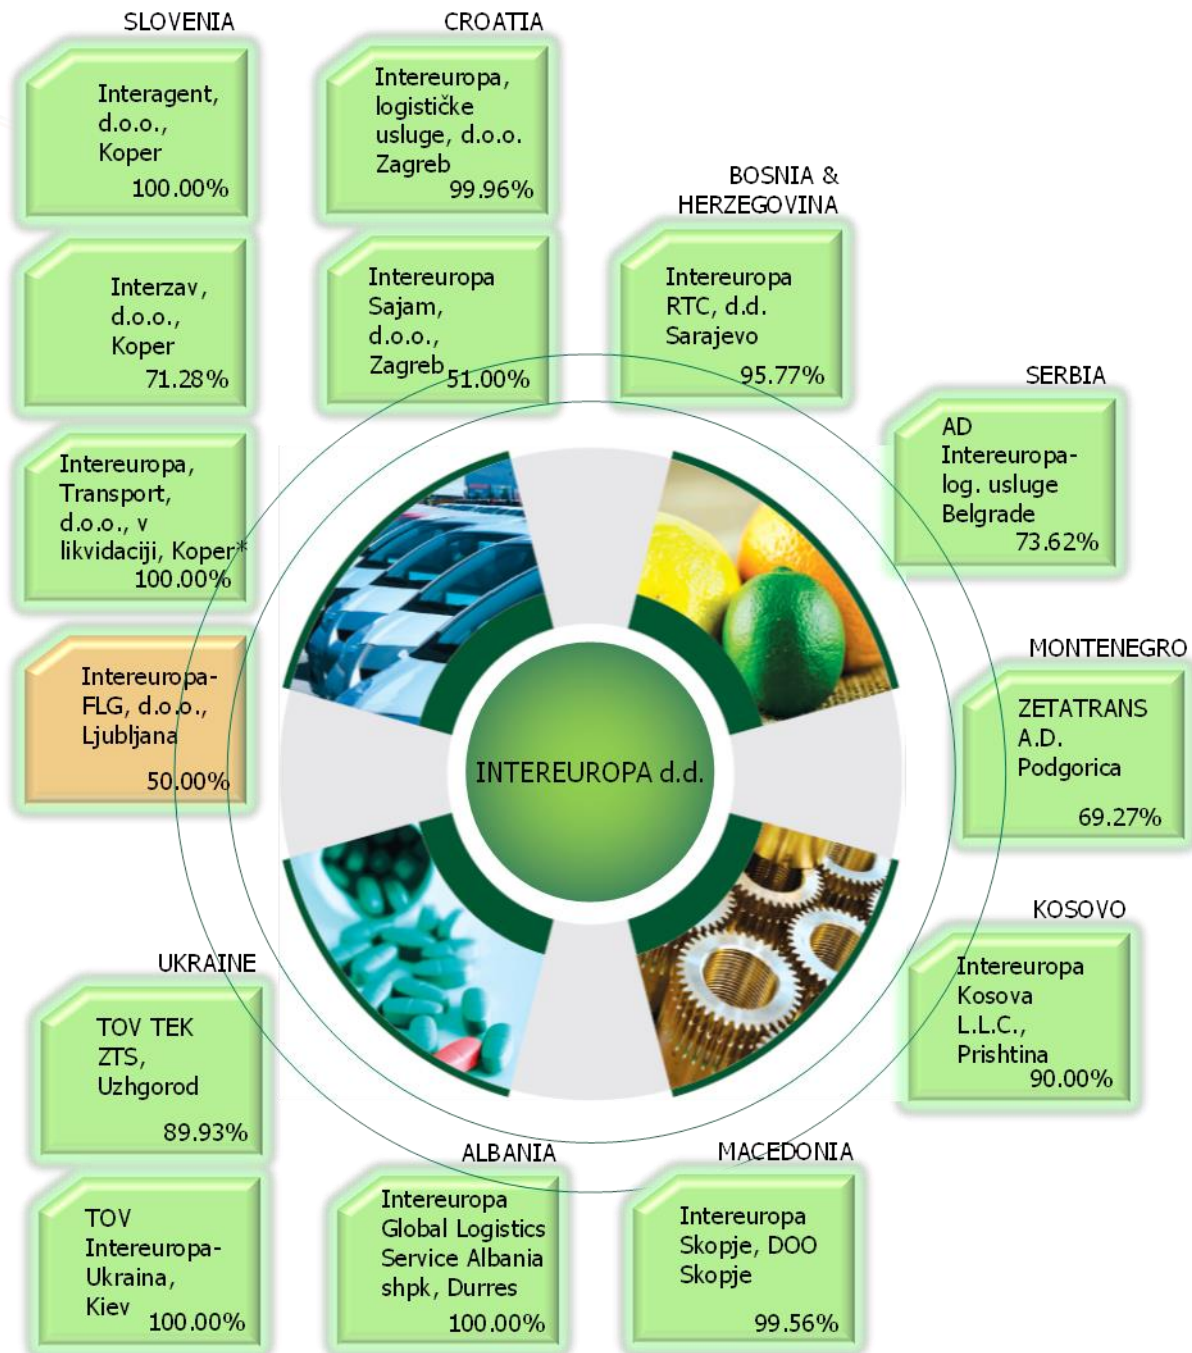 SLOVENIA
Interagent,
d.o.o.,
Koper
100.00%
Interzav,
d.o.o.,
Koper
71.28%
Intereuropa,
Transport,
d.o.o., v
likvidaciji, Koper*
100.00%
Intereuropa-
FLG, d.o.o.,
Ljubljana
50.00%
CROATIA
Intereuropa,
logističke
usluge, d.o.o.
Zagreb
99.96%
Intereuropa
Sajam,
d.o.o.,
Zagreb
51.00%
BOSNIA &
HERZEGOVINA
Intereuropa
RTC, d.d.
Sarajevo
95.77%
SERBIA
AD
Intereuropa-
log. usluge
Belgrade
73.62%
MONTENEGRO
ZETATRANS
A.D.
Podgorica
69.27%
INTEREUROPA d.d.
KOSOVO
Intereuropa
Kosova
L.L.C.,
Prishtina
90.00%
UKRAINE
TOV TEK
ZTS,
Uzhgorod
89.93%
TOV
Intereuropa-
Ukraina,
Kiev
100.00%
ALBANIA
Intereuropa
Global Logistics
Service Albania
shpk, Durres
100.00%
MACEDONIA
Intereuropa
Skopje, DOO
Skopje
99.56%